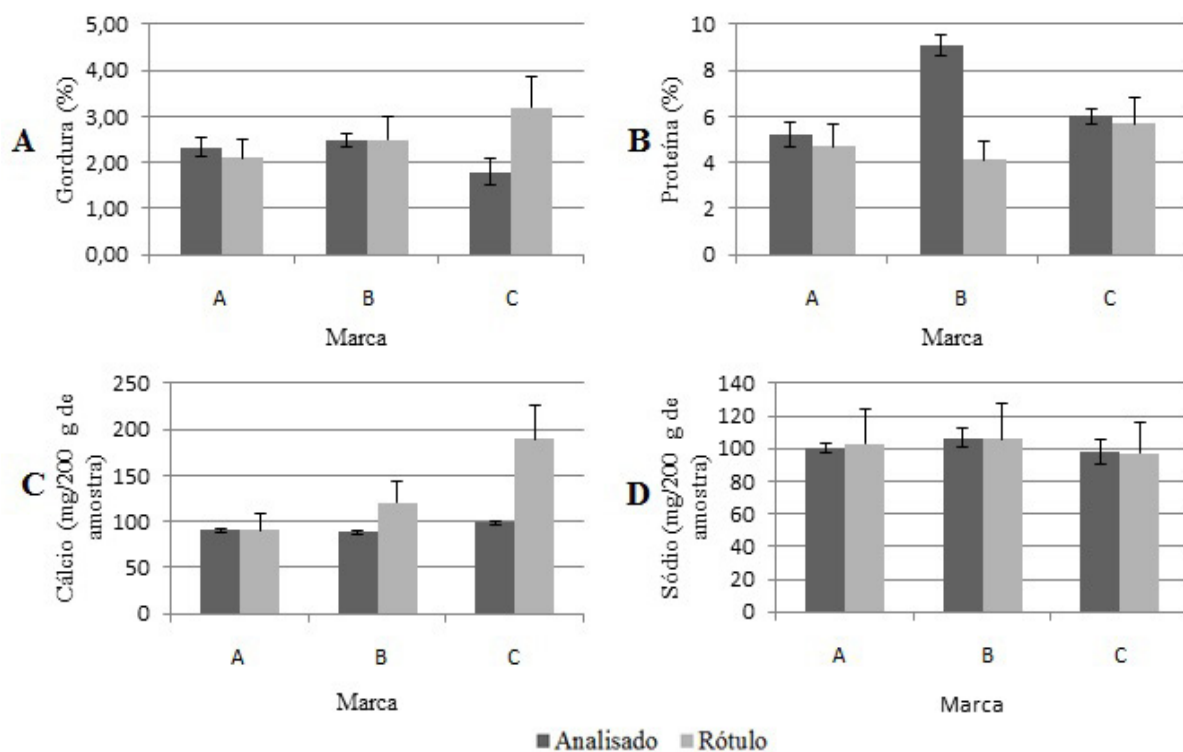 A
Gordura (%)
5,00
4,00
3,00
2,00
1,00
0,00
A B C
Marca
B
Proteína (%)
10
8
6
4
2
0
A B C
Marca
C
Cálcio (mg/200 g de
amostra)
250
200
150
100
50
0
A B C
Marca
D
Sódio (mg/200 g de
amostra)
140
120
100
80
60
40
20
0
A B C
Marca
Analisado Rótulo